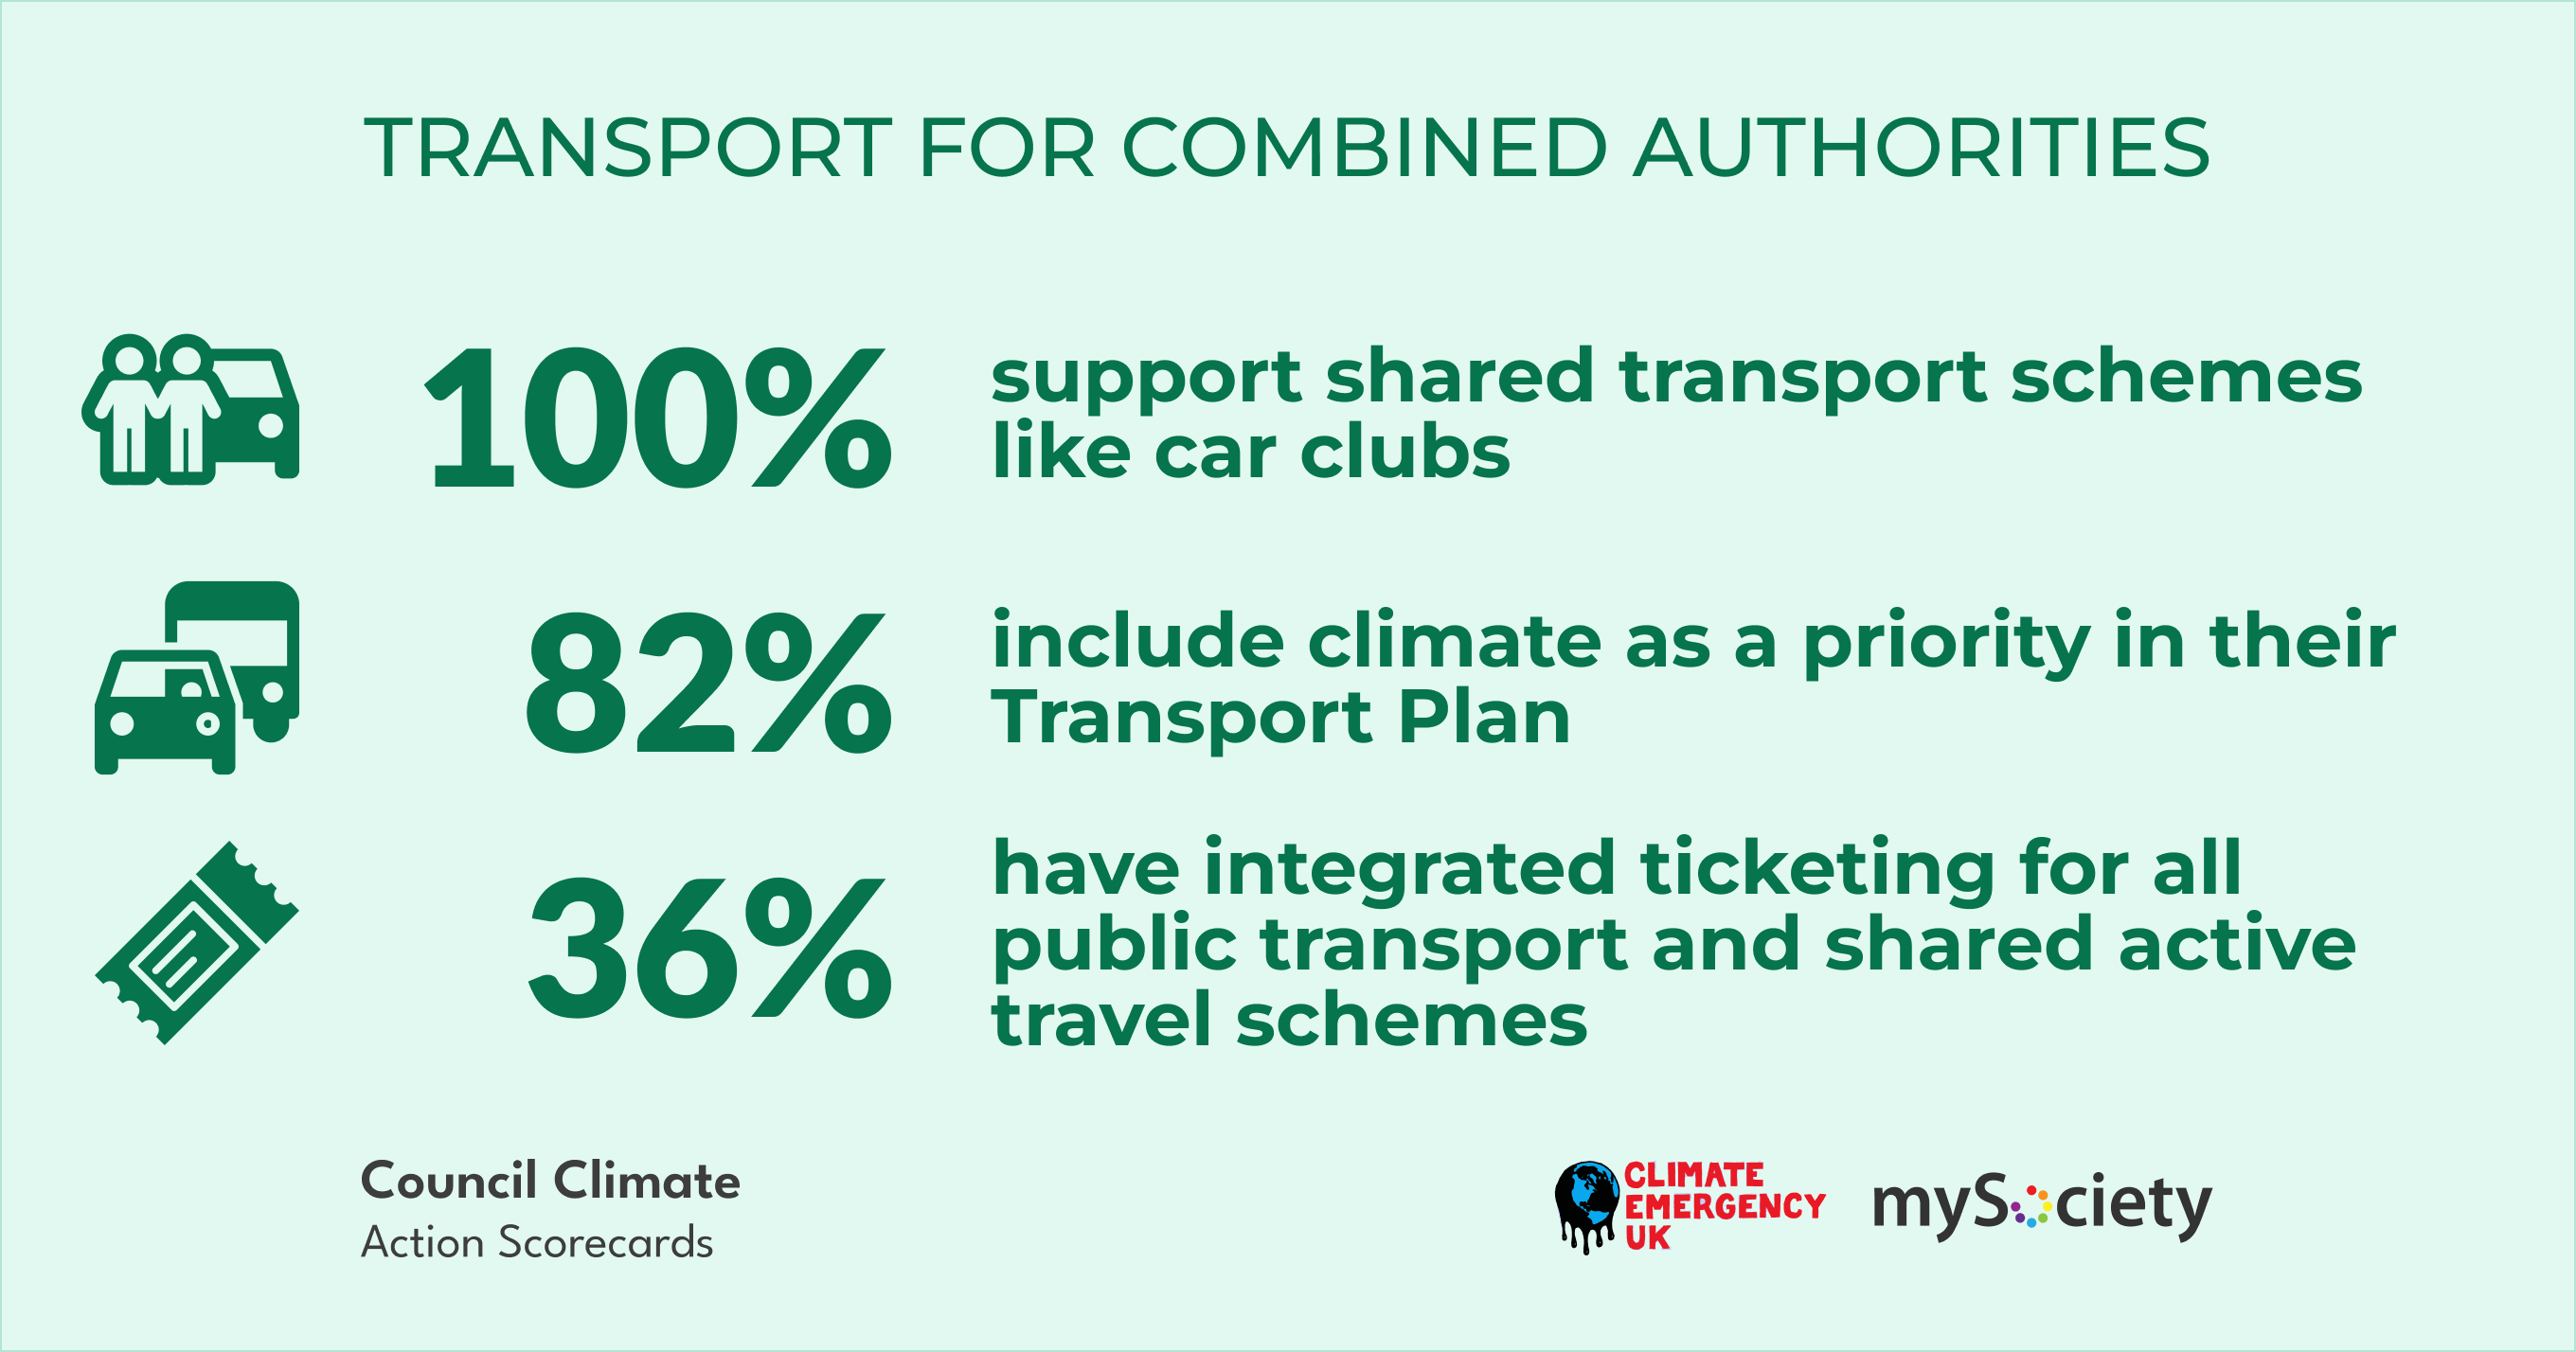 TRANSPORT FOR COMBINED AUTHORITIES
100%
support shared transport schemes
like car clubs
82%
include climate as a priority in their
Transport Plan
36%
have integrated ticketing for all
public transport and shared active
travel schemes
Council Climate
Action Scorecards
CLIMATE
EMERGENCY
UK
mySociety